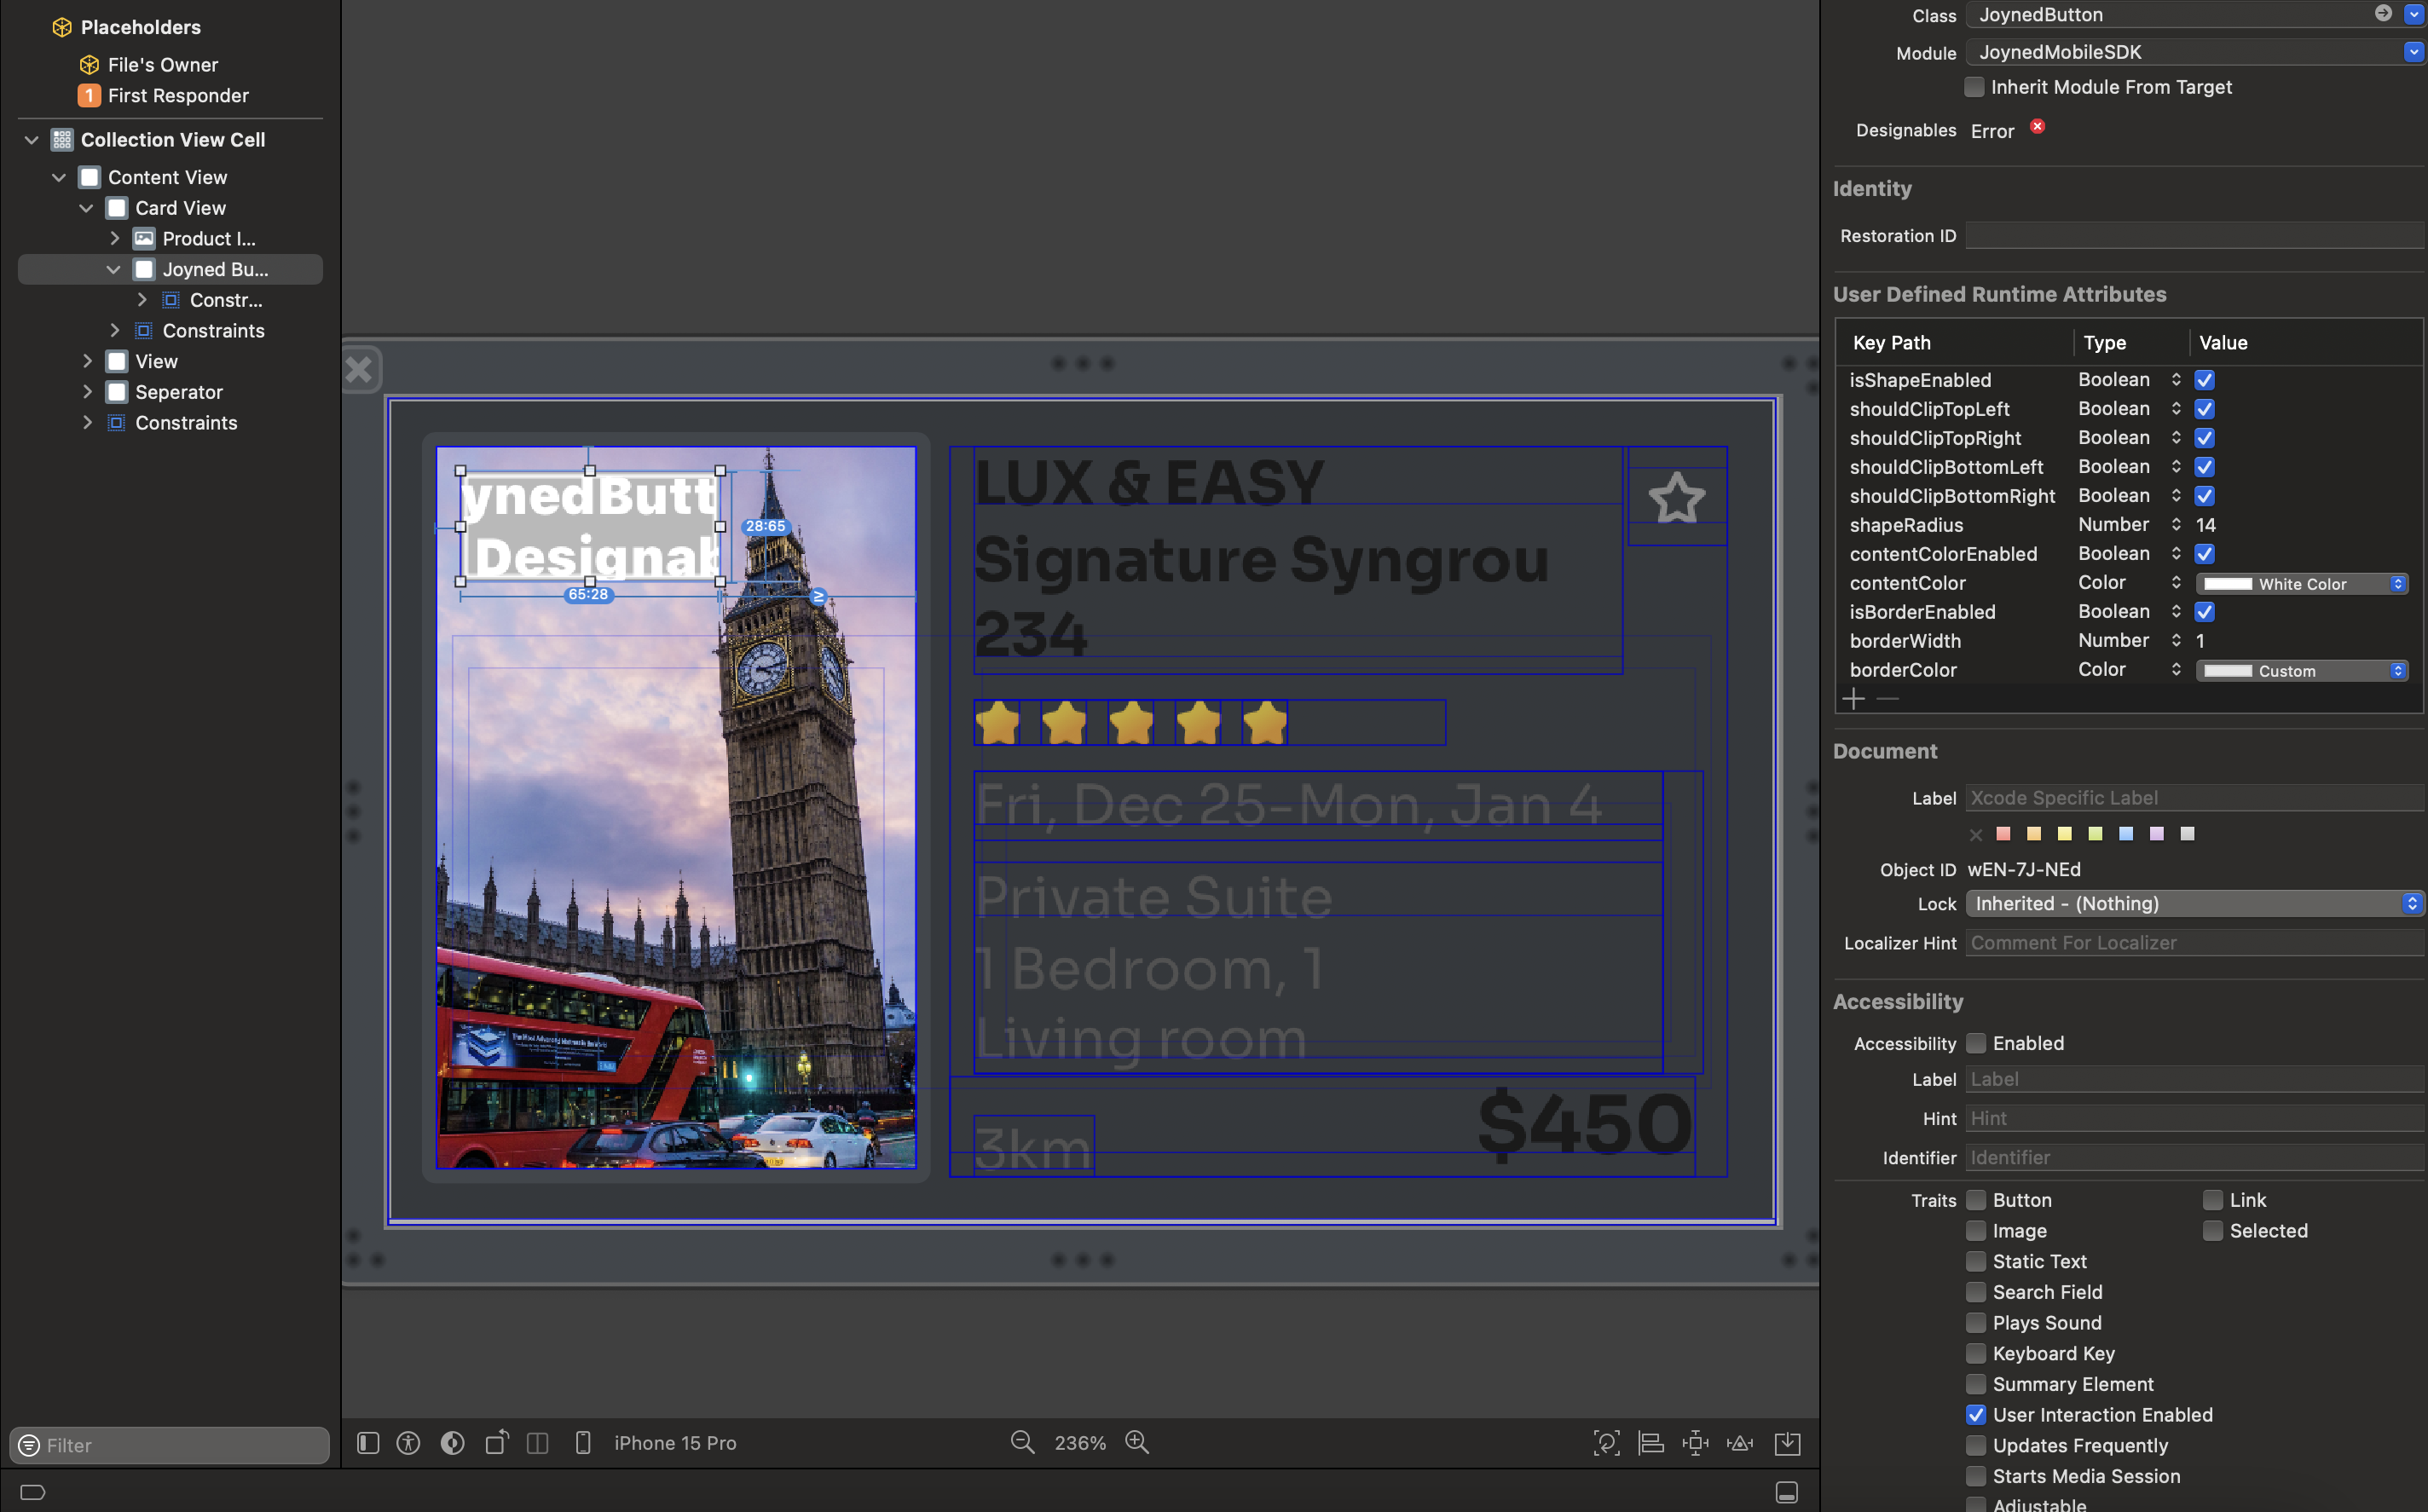 Placeholders
File's Owner
1 First Responder
Collection View Cell
Content View
Card View
Product I...
Joyned Bu...
Constr...
Constraints
View
Seperator
Constraints
Filter
ynedButt
Designab
28:65
65:28
≥
LUX & EASY
Signature Syngrou
234
Fri, Dec 25-Mon, Jan 4
Private Suite
1 Bedroom, 1
Living room
3km
$450
iPhone 15 Pro
236%
Class JoynedButton
Module JoynedMobileSDK
Inherit Module From Target
Designables Error
Identity
Restoration ID
User Defined Runtime Attributes
Key Path Type Value
isShapeEnabled Boolean
shouldClipTopLeft Boolean
shouldClipTopRight Boolean
shouldClipBottomLeft Boolean
shouldClipBottomRight Boolean
shapeRadius Number 14
contentColorEnabled Boolean
contentColor Color White Color
isBorderEnabled Boolean
borderWidth Number 1
borderColor Color Custom
Document
Label Xcode Specific Label
Object ID wEN-7J-NEd
Lock Inherited - (Nothing)
Localizer Hint Comment For Localizer
Accessibility
Accessibility Enabled
Label Label
Hint Hint
Identifier Identifier
Traits Button Link
Image Selected
Static Text
Search Field
Plays Sound
Keyboard Key
Summary Element
User Interaction Enabled
Updates Frequently
Starts Media Session
Adjustable